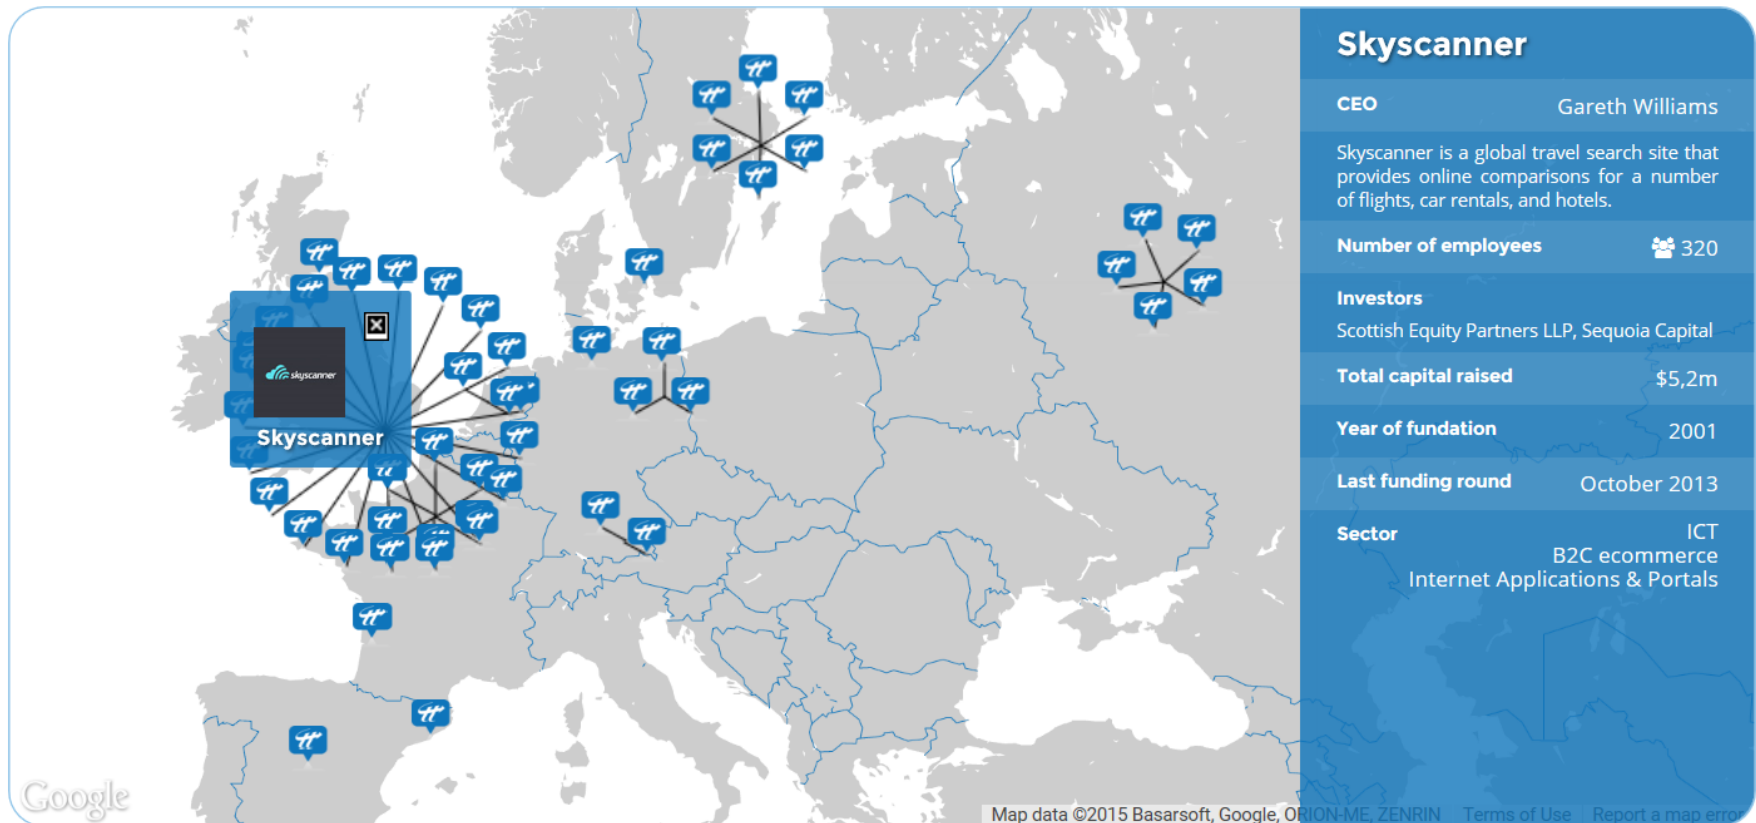 Skyscanner
CEO
Gareth Williams
Skyscanner is a global travel search site that
provides online comparisons for a number
of flights, car rentals, and hotels.
Number of employees
320
Investors
Scottish Equity Partners LLP, Sequoia Capital
Total capital raised
$5,2m
Year of fundation
2001
Last funding round
October 2013
Sector
ICT
B2C ecommerce
Internet Applications & Portals
skyscanner
Skyscanner
Google
Map data ©2015 Basarsoft, Google, ORION-ME, ZENRIN
Terms of Use
Report a map error